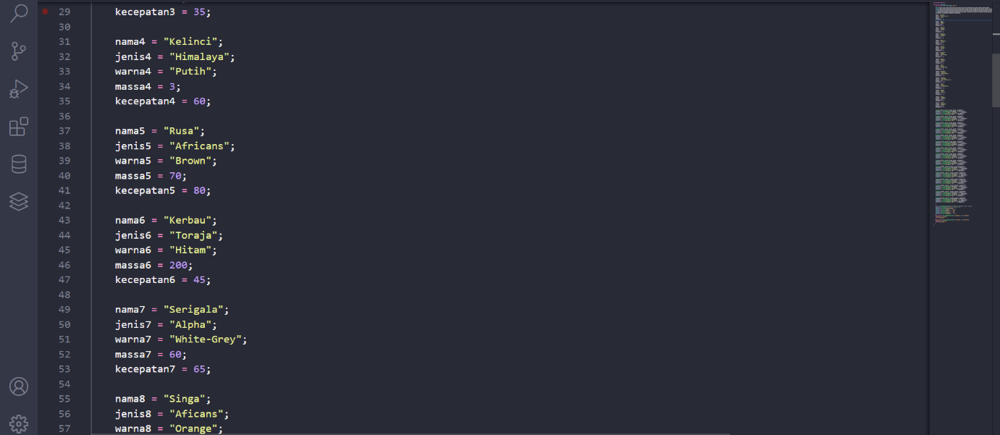 29 kecepatan3 = 35;
30
31 nama4 = "Kelinci";
32 jenis4 = "Himalaya";
33 warna4 = "Putih";
34 massa4 = 3;
35 kecepatan4 = 60;
36
37 nama5 = "Rusa";
38 jenis5 = "Africans";
39 warna5 = "Brown";
40 massa5 = 70;
41 kecepatan5 = 80;
42
43 nama6 = "Kerbau";
44 jenis6 = "Toraja";
45 warna6 = "Hitam";
46 massa6 = 200;
47 kecepatan6 = 45;
48
49 nama7 = "Serigala";
50 jenis7 = "Alpha";
51 warna7 = "White-Grey";
52 massa7 = 60;
53 kecepatan7 = 65;
54
55 nama8 = "Singa";
56 jenis8 = "Aficans";
57 warna8 = "Orange";